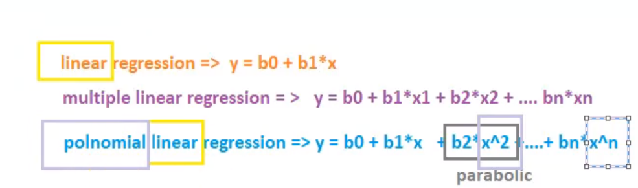 linear regression => y = b0 + b1*x
multiple linear regression = > y = b0 + b1*x1 + b2*x2 + .... bn*xn
polnomial linear regression => y = b0 + b1*x + b2*x^2 +....+ bn*x^n
parabolic